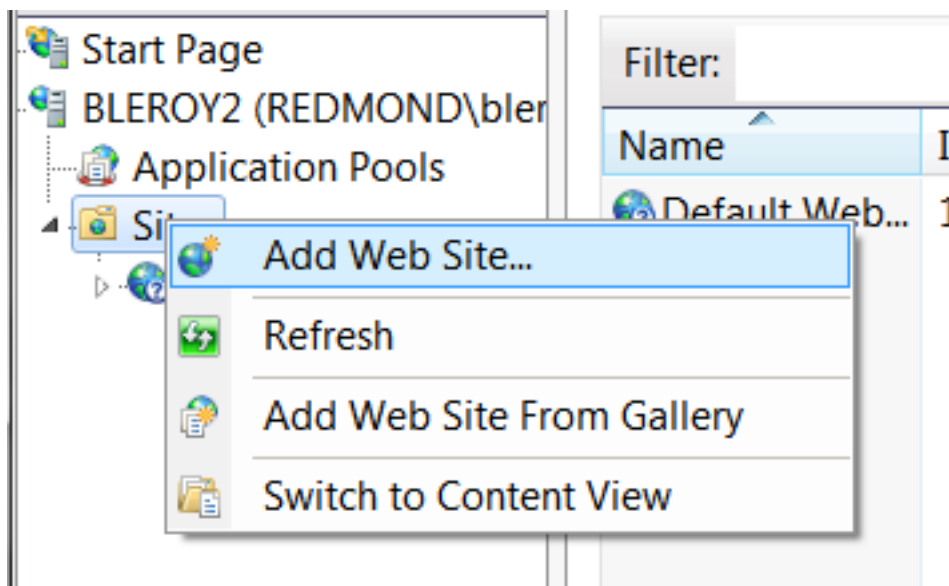 Start Page
BLEROY2 (REDMOND\bler
Application Pools
Filter:
Name
Default Web...
1
Add Web Site...
Refresh
Add Web Site From Gallery
Switch to Content View